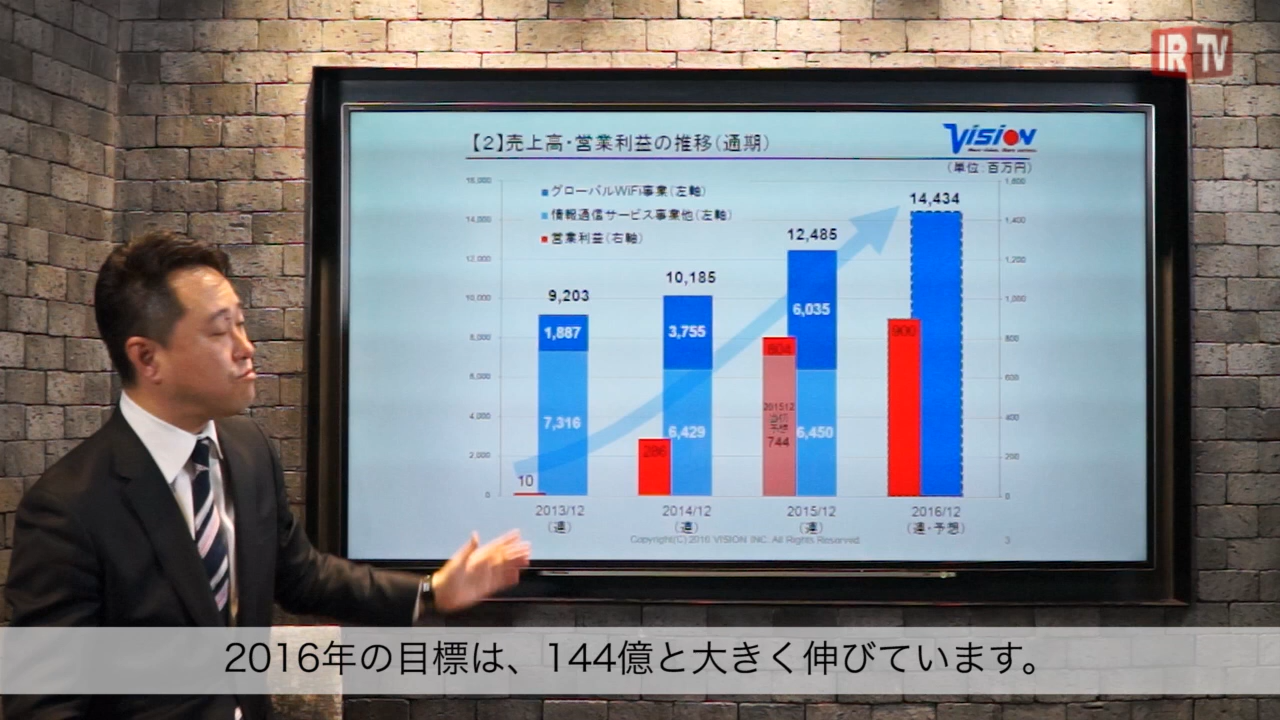 IR TV
【2】売上高・営業利益の推移(通期)
VISION
(単位:百万円)
16,000
1,600
グローバルWiFi事業(左軸)
14,434
情報通信サービス事業他(左軸)
14,000
1,400
営業利益(右軸)
12,485
12,000
1,200
10,185
9,203
10,000
1,000
6,035
1,887
3,755
900
8,000
800
804
6,000
600
2015/12
予想
744
7,316
6,429
6,450
4,000
400
286
2,000
200
10
0
0
2013/12
2014/12
2015/12
2016/12
(連)
(連)
(連)
(連・予想)
Copyright(C) 2016 VISION INC. All Rights Reserved.
3
2016年の目標は、144億と大きく伸びています。